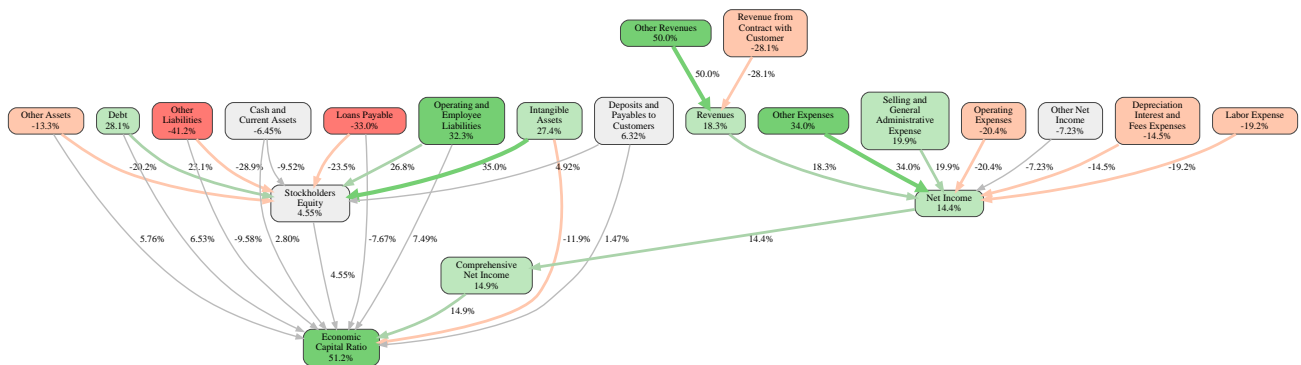 Other Revenues
50.0%
Revenue from
Contract with
Customer
-28.1%
50.0%
-28.1%
Other Assets
-13.3%
Debt
28.1%
Other
Liabilities
-41.2%
Cash and
Current Assets
-6.45%
Loans Payable
-33.0%
Operating and
Employee
Liabilities
32.3%
Intangible
Assets
27.4%
Deposits and
Payables to
Customers
6.32%
Revenues
18.3%
Other Expenses
34.0%
Selling and
General
Administrative
Expense
19.9%
Operating
Expenses
-20.4%
Other Net
Income
-7.23%
Depreciation
Interest and
Fees Expenses
-14.5%
Labor Expense
-19.2%
-20.2%
-28.9%
-9.52%
-23.5%
26.8%
35.0%
4.92%
18.3%
34.0%
19.9%
-20.4%
-7.23%
-14.5%
-19.2%
Stockholders
Equity
4.55%
Net Income
14.4%
5.76%
6.53%
-9.58%
2.80%
-7.67%
7.49%
-11.9%
1.47%
14.4%
4.55%
Comprehensive
Net Income
14.9%
14.9%
Economic
Capital Ratio
51.2%